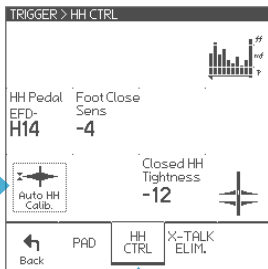 TRIGGER > HH CTRL
ff
mf
P
HH Pedal Foot Close
EFD- Sens
H14 -4
Closed HH
Tightness
-12
Auto HH
Calib.
Back PAD HH CTRL X-TALK ELIM.